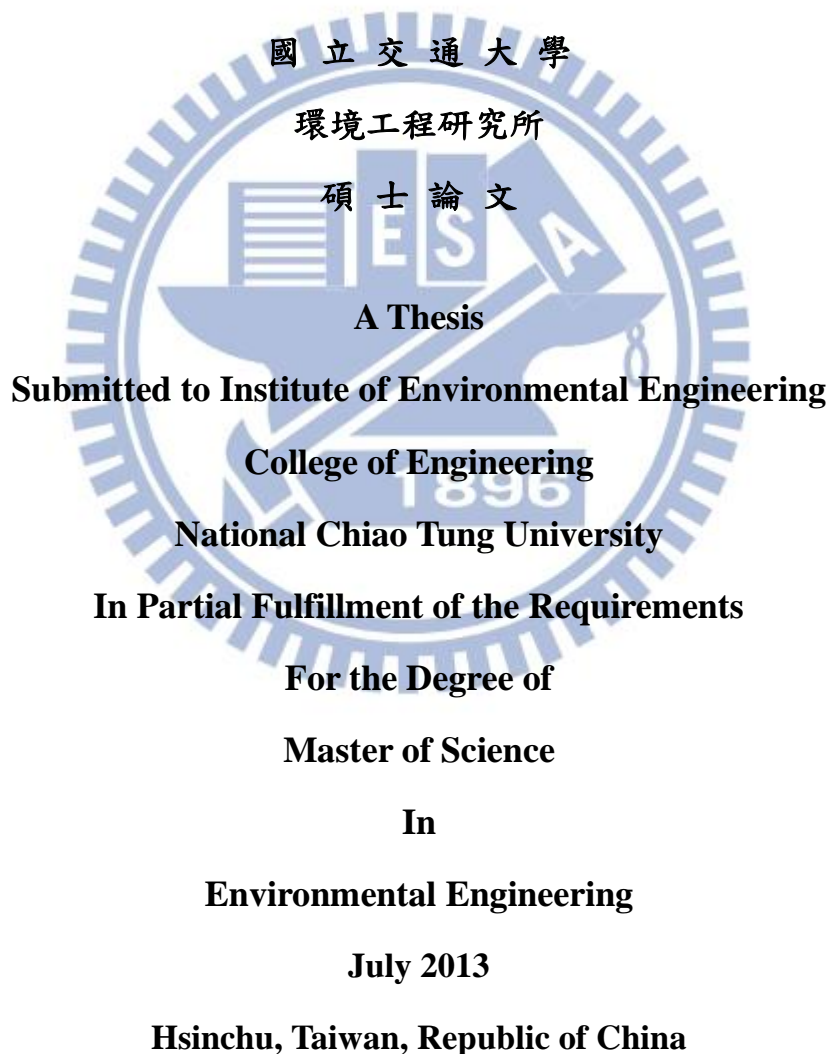 國 立 交 通 大 學
環境工程研究所
碩 士 論 文
E S A
A Thesis
Submitted to Institute of Environmental Engineering
College of Engineering
1896
National Chiao Tung University
In Partial Fulfillment of the Requirements
For the Degree of
Master of Science
In
Environmental Engineering
July 2013
Hsinchu, Taiwan, Republic of China